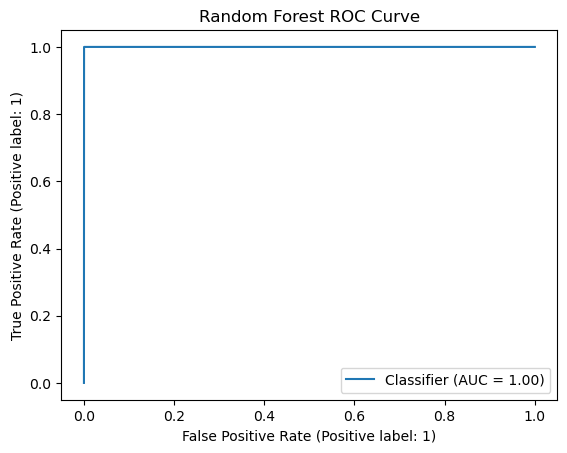 Random Forest ROC Curve
1.0
0.8
0.6
0.4
0.2
0.0
True Positive Rate (Positive label: 1)
Classifier (AUC = 1.00)
0.0 0.2 0.4 0.6 0.8 1.0
False Positive Rate (Positive label: 1)